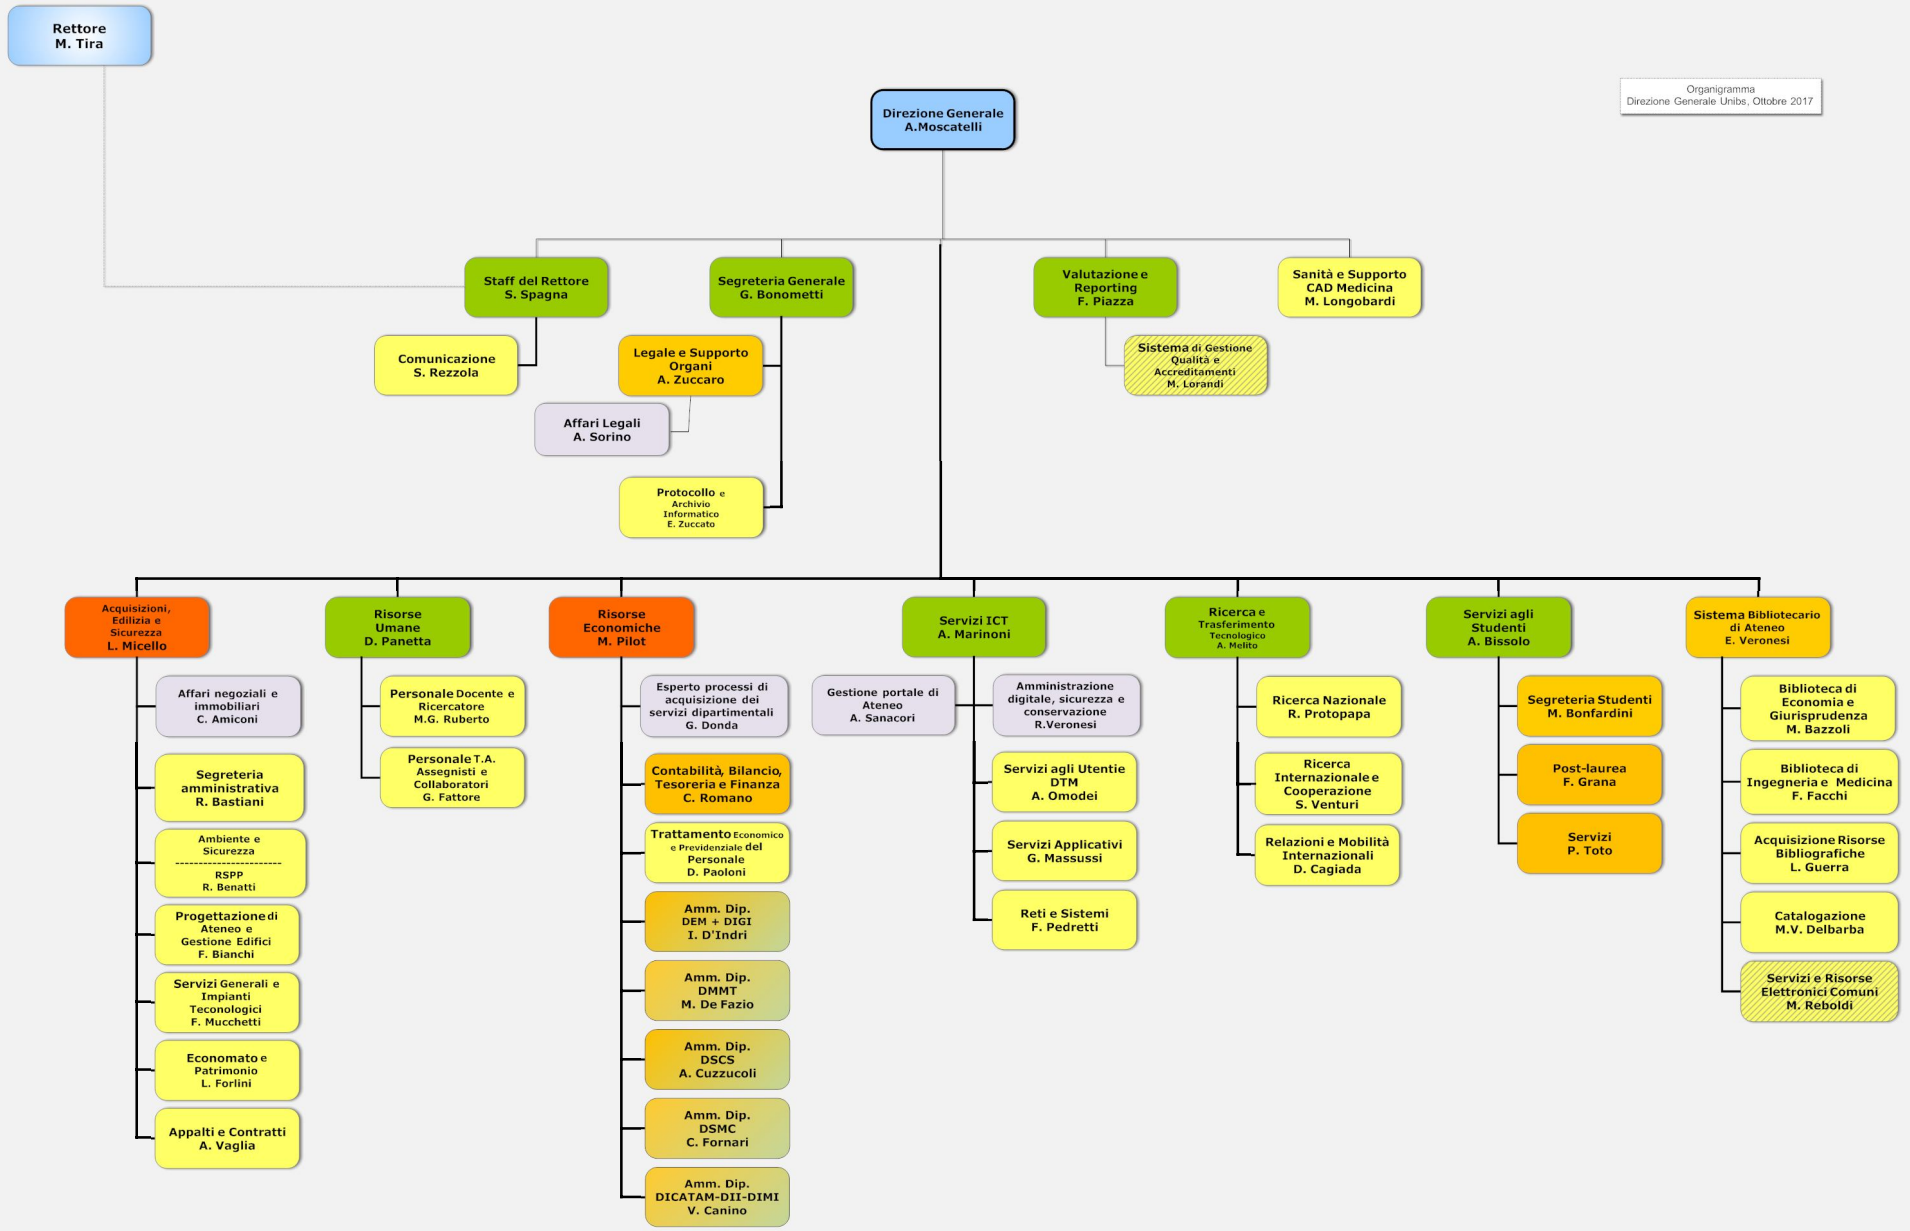 Rettore
M. Tira
Organigramma
Direzione Generale Unibs, Ottobre 2017
Direzione Generale
A.Moscatelli
Staff del Rettore
S. Spagna
Segreteria Generale
G. Bonometti
Valutazione e
Reporting
F. Piazza
Sanità e Supporto
CAD Medicina
M. Longobardi
Comunicazione
S. Rezzola
Legale e Supporto
Organi
A. Zuccaro
Sistema di Gestione
Qualità e
Accreditamenti
M. Lorandi
Affari Legali
A. Sorino
Protocollo e
Archivio
Informatico
E. Zuccato
Acquisizioni,
Edilizia e
Sicurezza
L. Micello
Affari negoziali e
immobiliari
C. Amiconi
Segreteria
amministrativa
R. Bastiani
Ambiente e
Sicurezza
-----------------------
RSPP
R. Benatti
Progettazione di
Ateneo e
Gestione Edifici
F. Bianchi
Servizi Generali e
Impianti
Teconologici
F. Mucchetti
Economato e
Patrimonio
L. Forlini
Appalti e Contratti
A. Vaglia
Risorse
Umane
D. Panetta
Personale Docente e
Ricercatore
M.G. Ruberto
Personale T.A.
Assegnisti e
Collaboratori
G. Fattore
Risorse
Economiche
M. Pilot
Esperto processi di
acquisizione dei
servizi dipartimentali
G. Donda
Contabilità, Bilancio,
Tesoreria e Finanza
C. Romano
Trattamento Economico
e Previdenziale del
Personale
D. Paoloni
Amm. Dip.
DEM + DIGI
I. D'Indri
Amm. Dip.
DMMT
M. De Fazio
Amm. Dip.
DSCS
A. Cuzzucoli
Amm. Dip.
DSMC
C. Fornari
Amm. Dip.
DICATAM-DII-DIMI
V. Canino
Servizi ICT
A. Marinoni
Gestione portale di
Ateneo
A. Sanacori
Amministrazione
digitale, sicurezza e
conservazione
R.Veronesi
Servizi agli Utentie
DTM
A. Omodei
Servizi Applicativi
G. Massussi
Reti e Sistemi
F. Pedretti
Ricerca e
Trasferimento
Tecnologico
A. Melito
Ricerca Nazionale
R. Protopapa
Ricerca
Internazionale e
Cooperazione
S. Venturi
Relazioni e Mobilità
Internazionali
D. Cagiada
Servizi agli
Studenti
A. Bissolo
Segreteria Studenti
M. Bonfardini
Post-laurea
F. Grana
Servizi
P. Toto
Sistema Bibliotecario
di Ateneo
E. Veronesi
Biblioteca di
Economia e
Giurisprudenza
M. Bazzoli
Biblioteca di
Ingegneria e Medicina
F. Facchi
Acquisizione Risorse
Bibliografiche
L. Guerra
Catalogazione
M.V. Delbarba
Servizi e Risorse
Elettronici Comuni
M. Reboldi